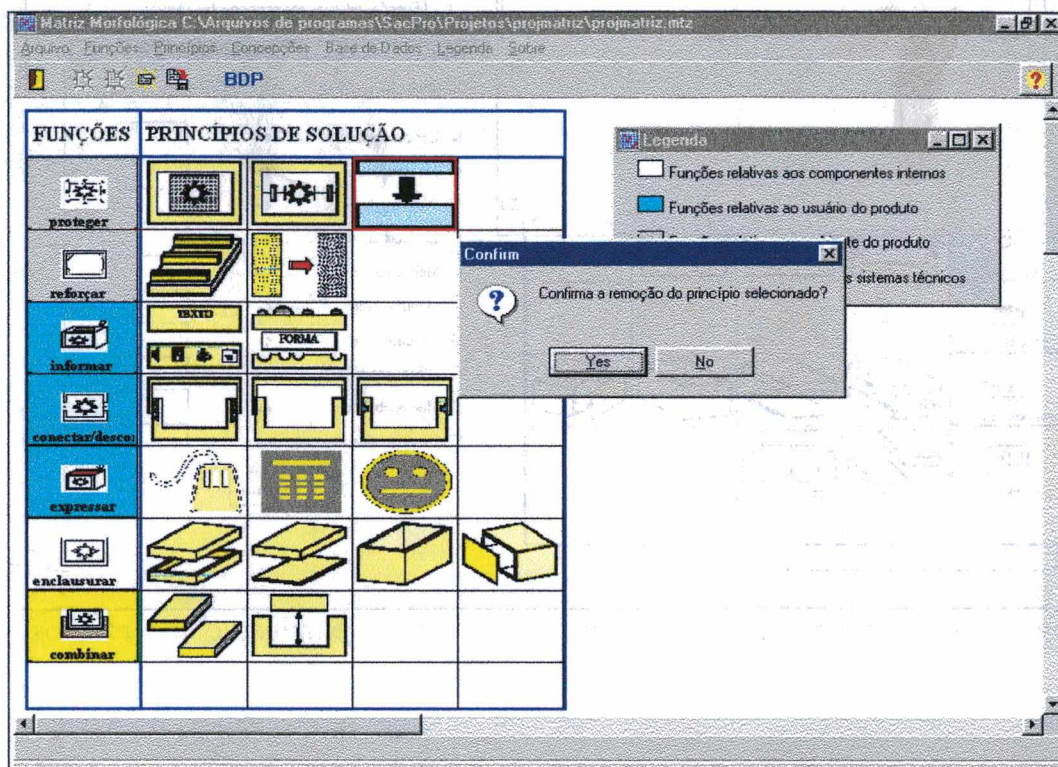 Matriz Morfológica C:\Arquivos de programas\SacPro\Projetos\projmatriz\projmatriz.mtz
Arquivo Funções Princípios Concepções Base de Dados Legenda Sobre
BDP
FUNÇÕES PRINCÍPIOS DE SOLUÇÃO
proteger
reforçar
informar
TEXTO
FORMA
conectar/desco
expressar
enclausurar
combinar
Legenda
Funções relativas aos componentes internos
Funções relativas ao usuário do produto
te do produto
s sistemas técnicos
Confirm
Confirma a remoção do princípio selecionado?
Yes No